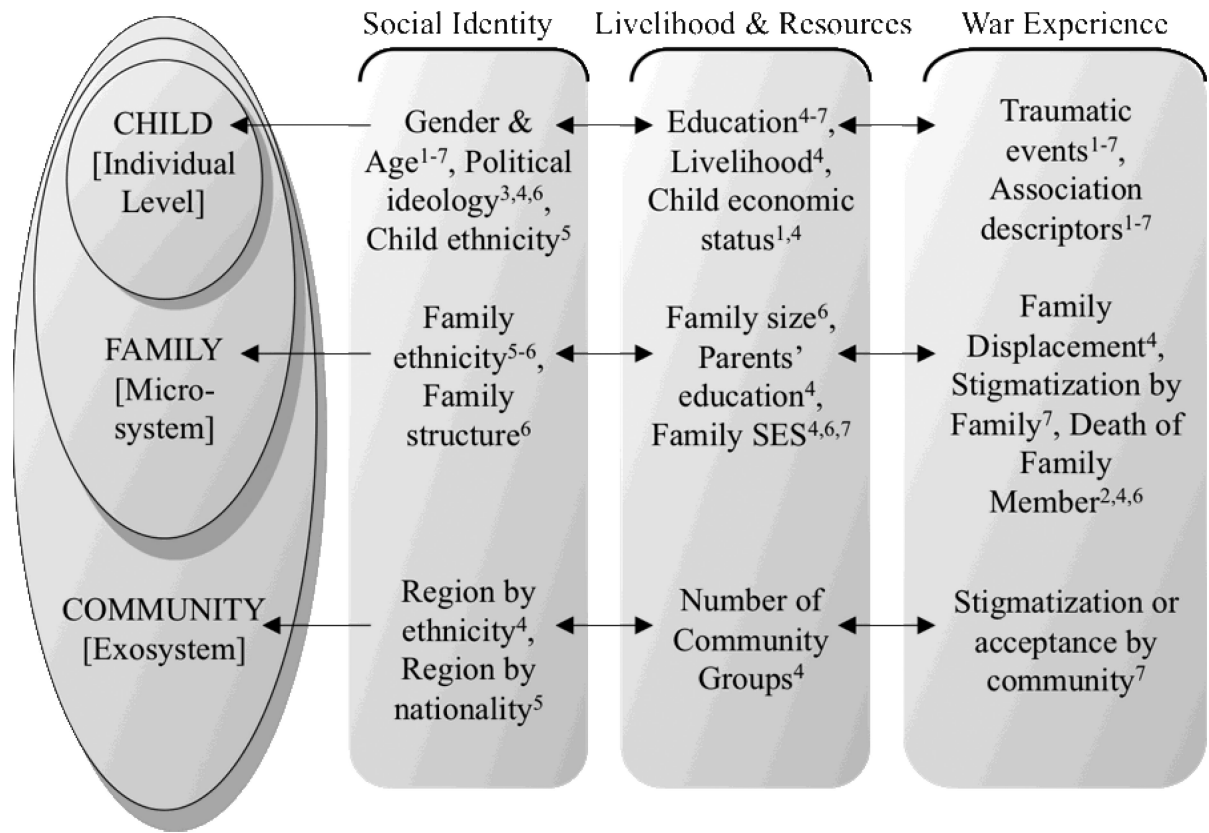 Social Identity
Livelihood & Resources
War Experience
CHILD
[Individual
Level]
Gender &
Age¹⁻⁷, Political
ideology³,⁴,⁶,
Child ethnicity⁵
Education⁴⁻⁷,
Livelihood⁴,
Child economic
status¹,⁴
Traumatic
events¹⁻⁷,
Association
descriptors¹⁻⁷
FAMILY
[Micro-
system]
Family
ethnicity⁵⁻⁶,
Family
structure⁶
Family size⁶,
Parents’
education⁴,
Family SES⁴,⁶,⁷
Family
Displacement⁴,
Stigmatization by
Family⁷, Death of
Family
Member²,⁴,⁶
COMMUNITY
[Exosystem]
Region by
ethnicity⁴,
Region by
nationality⁵
Number of
Community
Groups⁴
Stigmatization or
acceptance by
community⁷